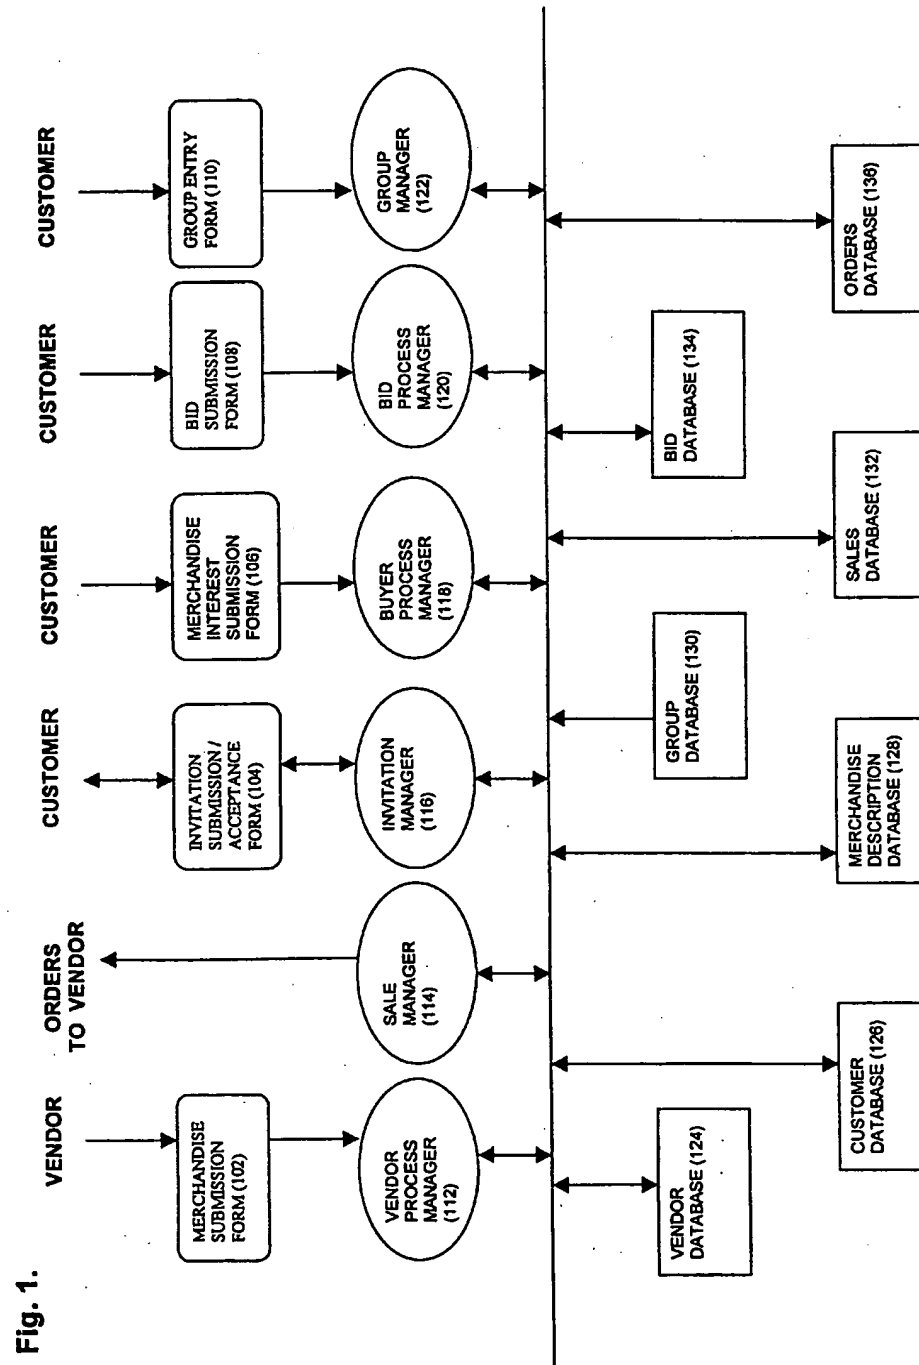 Fig. 1.
VENDOR
ORDERS
TO VENDOR
CUSTOMER
CUSTOMER
CUSTOMER
CUSTOMER
MERCHANDISE
SUBMISSION
FORM (102)
INVITATION
SUBMISSION /
ACCEPTANCE
FORM (104)
MERCHANDISE
INTEREST
SUBMISSION
FORM (106)
BID
SUBMISSION
FORM (108)
GROUP ENTRY
FORM (110)
VENDOR
PROCESS
MANAGER
(112)
SALE
MANAGER
(114)
INVITATION
MANAGER
(116)
BUYER
PROCESS
MANAGER
(118)
BID
PROCESS
MANAGER
(120)
GROUP
MANAGER
(122)
VENDOR
DATABASE (124)
GROUP
DATABASE (130)
BID
DATABASE (134)
CUSTOMER
DATABASE (126)
MERCHANDISE
DESCRIPTION
DATABASE (128)
SALES
DATABASE (132)
ORDERS
DATABASE (136)